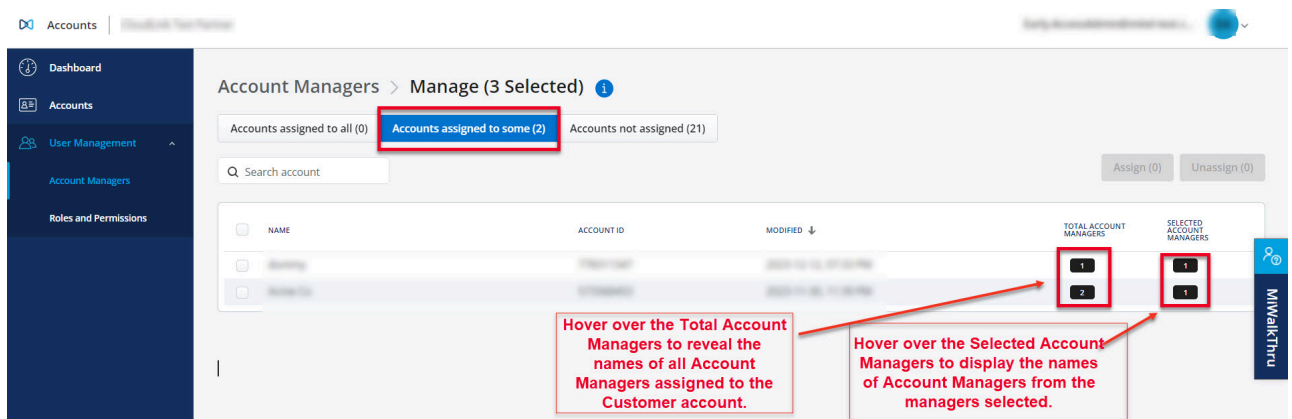 Accounts
Dashboard
Accounts
User Management
Account Managers
Roles and Permissions
Account Managers > Manage (3 Selected) i
Accounts assigned to all (0) Accounts assigned to some (2) Accounts not assigned (21)
Search account
Assign (0) Unassign (0)
NAME ACCOUNT ID MODIFIED TOTAL ACCOUNT MANAGERS SELECTED ACCOUNT MANAGERS
1 1
2 1
Hover over the Total Account
Managers to reveal the
names of all Account
Managers assigned to the
Customer account.
Hover over the Selected Account
Managers to display the names
of Account Managers from the
managers selected.
MiWalkThru